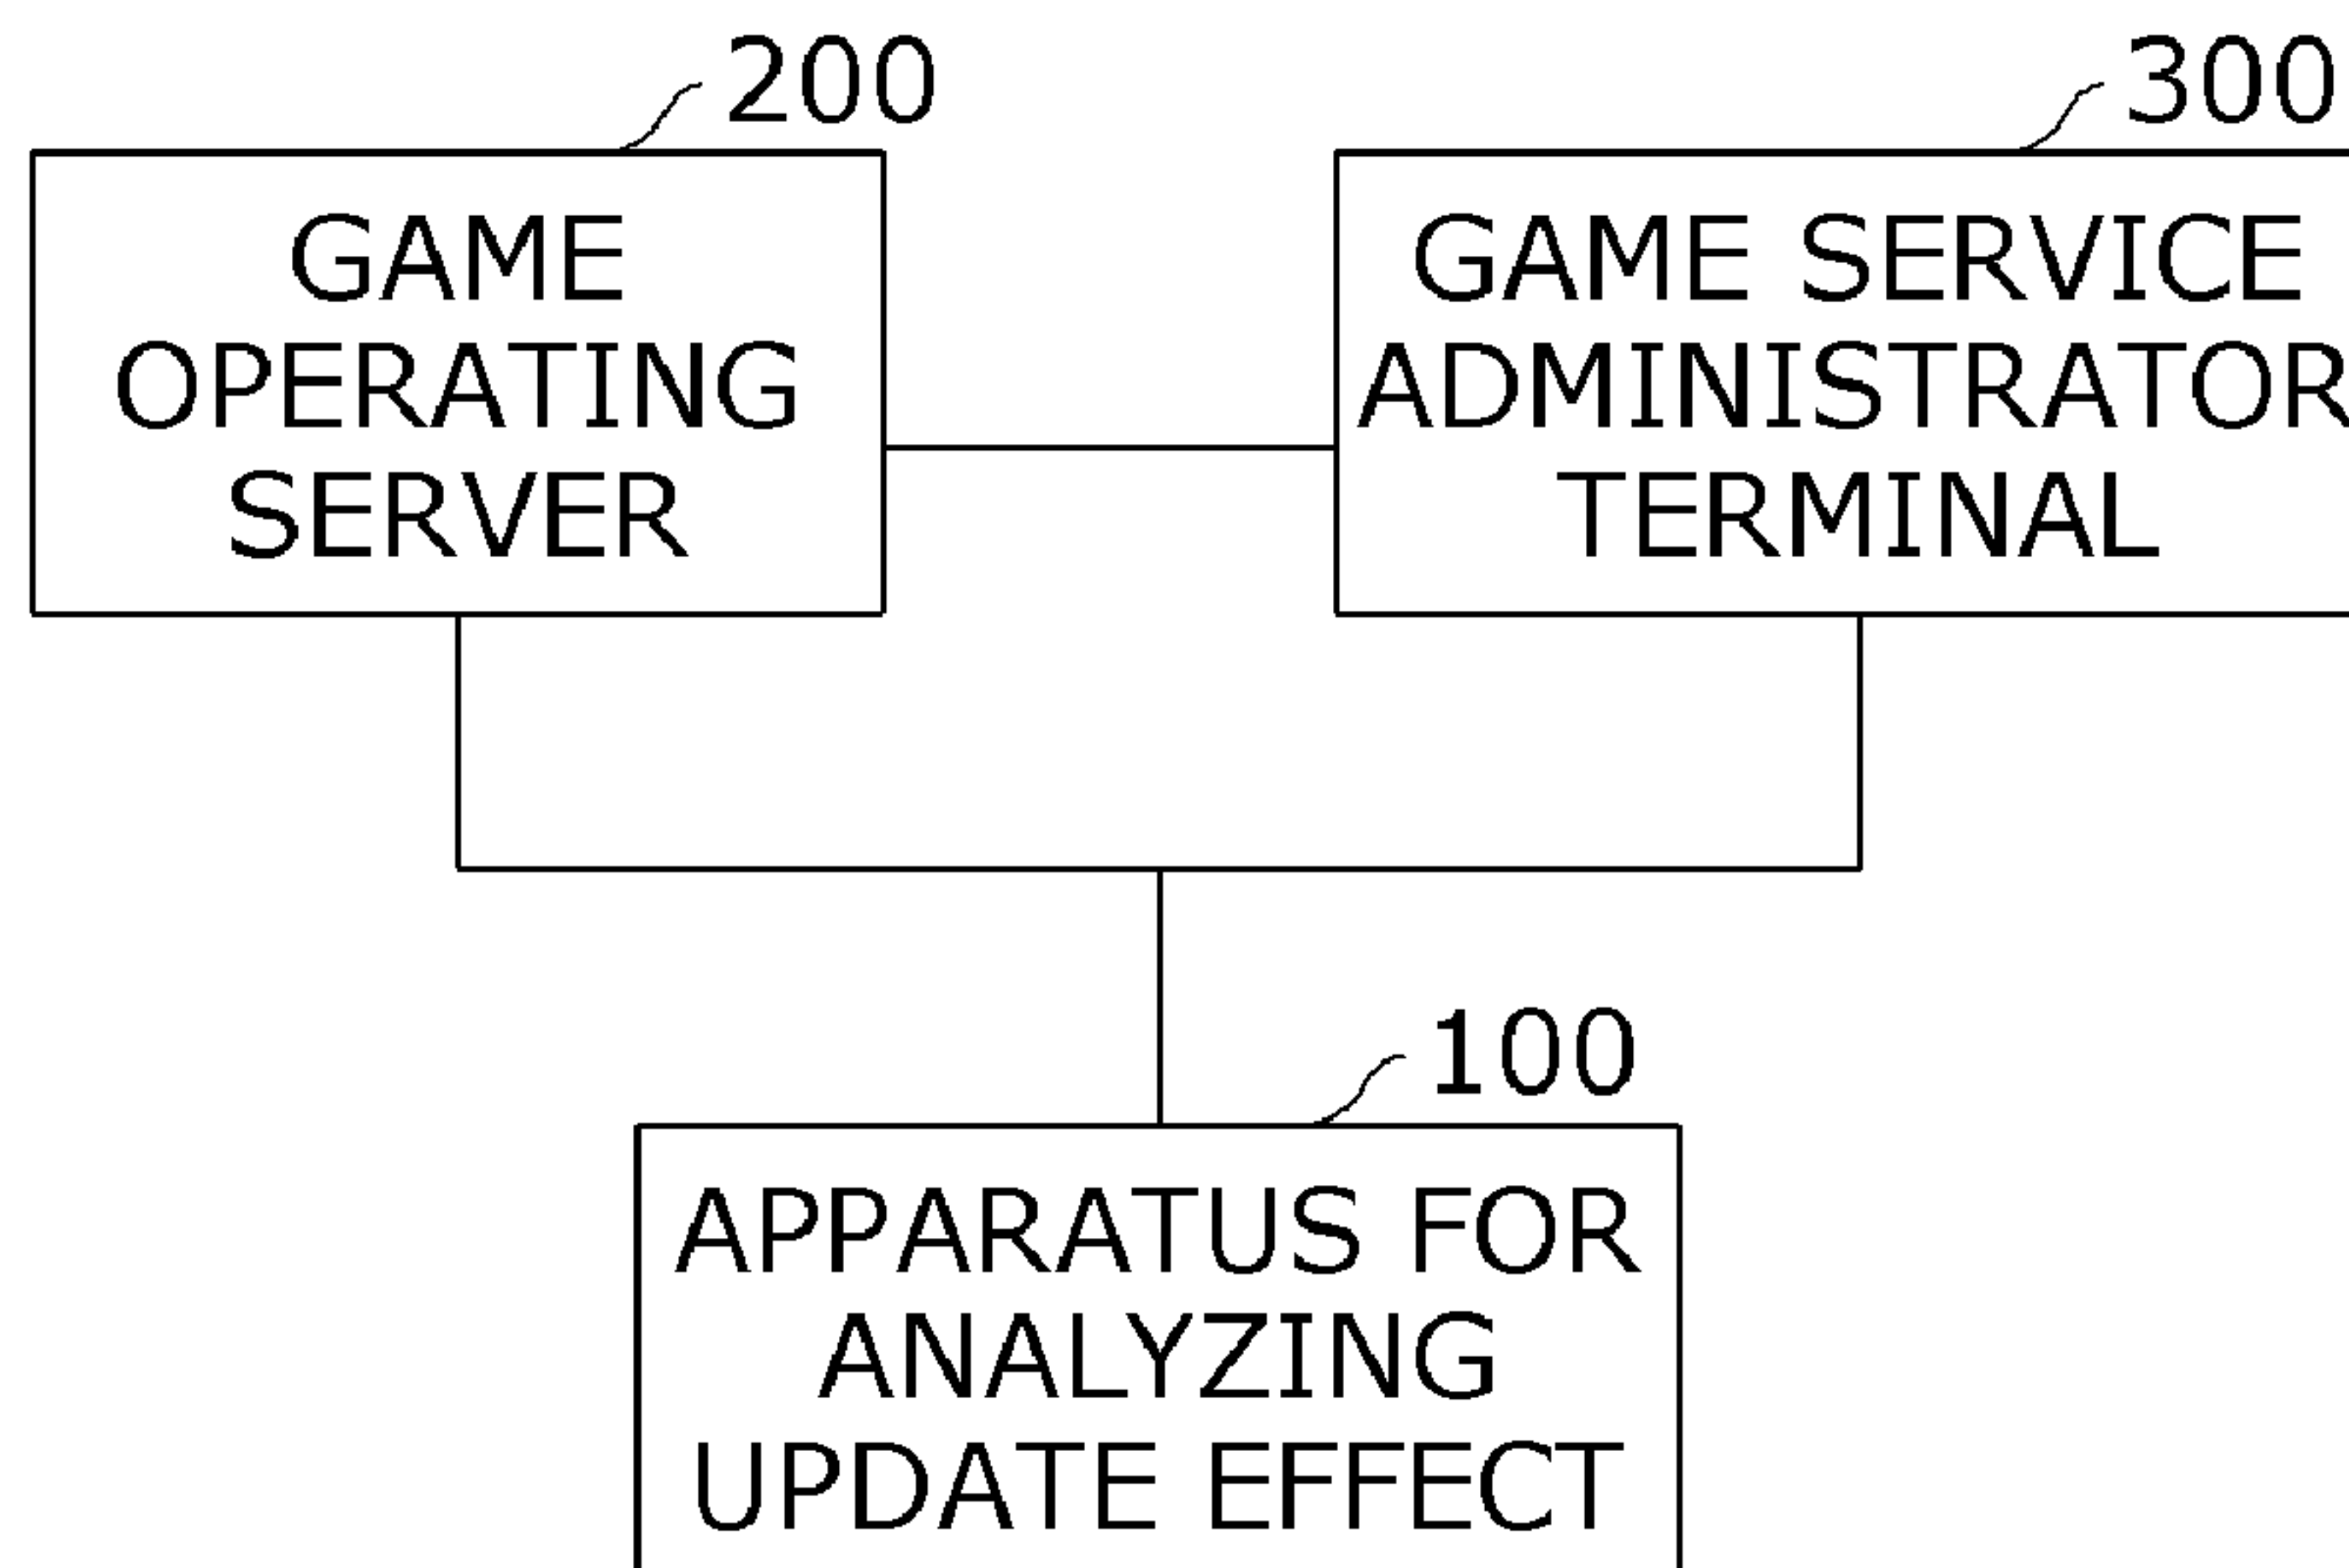 200
300
GAME
OPERATING
SERVER
GAME SERVICE
ADMINISTRATOR
TERMINAL
100
APPARATUS FOR
ANALYZING
UPDATE EFFECT